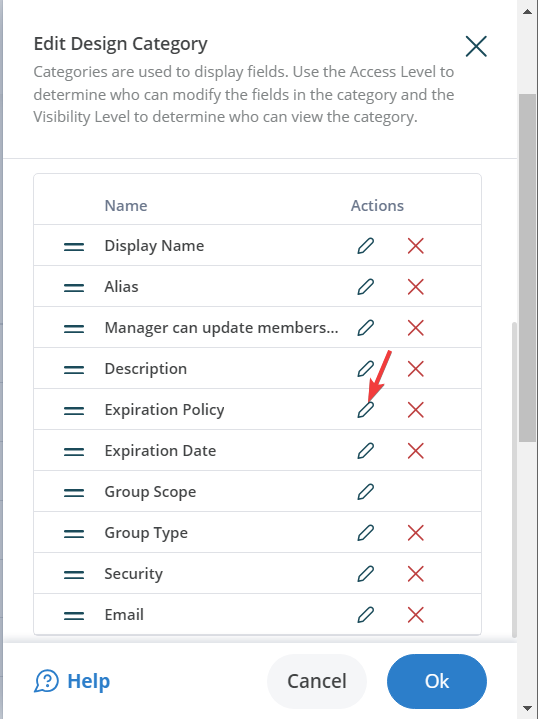 Edit Design Category
Categories are used to display fields. Use the Access Level to
determine who can modify the fields in the category and the
Visibility Level to determine who can view the category.
Name Actions
Display Name
Alias
Manager can update members...
Description
Expiration Policy
Expiration Date
Group Scope
Group Type
Security
Email
Help Cancel Ok